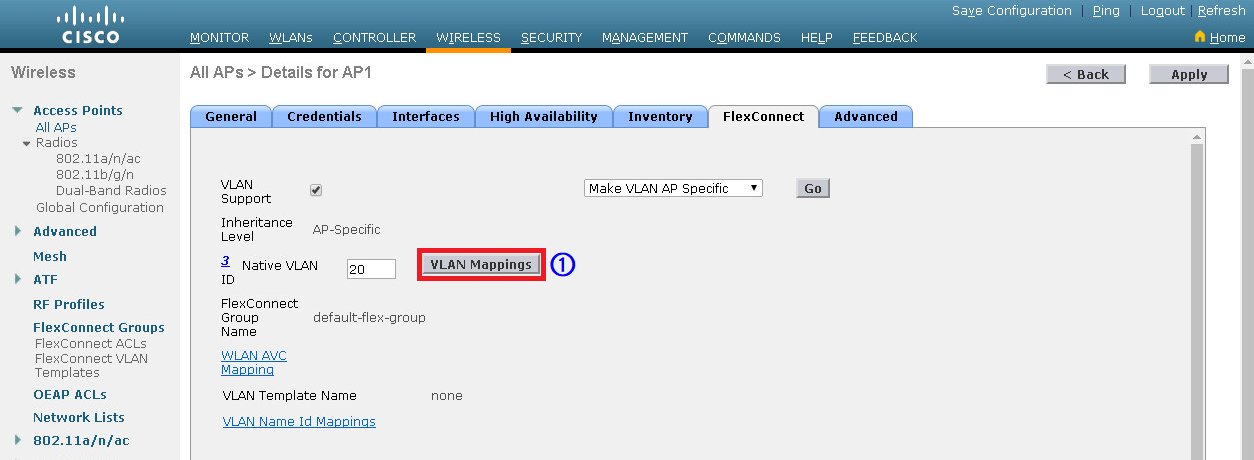 Save Configuration | Ping | Logout | Refresh
CISCO
MONITOR WLANs CONTROLLER WIRELESS SECURITY MANAGEMENT COMMANDS HELP FEEDBACK Home
Wireless
All APs > Details for AP1
< Back Apply
Access Points
All APs
Radios
802.11a/n/ac
802.11b/g/n
Dual-Band Radios
Global Configuration
Advanced
Mesh
ATF
RF Profiles
FlexConnect Groups
FlexConnect ACLs
FlexConnect VLAN
Templates
OEAP ACLs
Network Lists
802.11a/n/ac
General Credentials Interfaces High Availability Inventory FlexConnect Advanced
VLAN
Support
Make VLAN AP Specific Go
Inheritance
Level
AP-Specific
3 Native VLAN
ID
20 VLAN Mappings ①
FlexConnect
Group
Name
default-flex-group
WLAN AVC
Mapping
VLAN Template Name none
VLAN Name Id Mappings